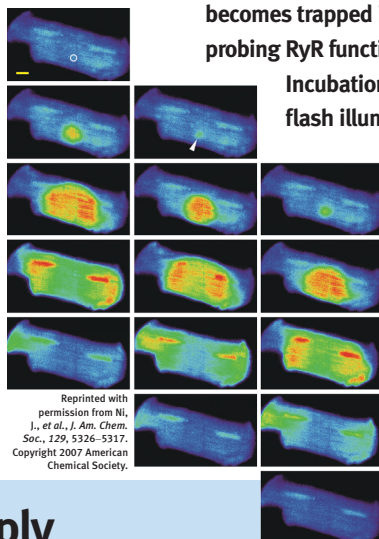 becomes trapped
probing RyR functi
Incubation
flash illum
Reprinted with
permission from Ni,
J., et al., J. Am. Chem.
Soc., 129, 5326–5317.
Copyright 2007 American
Chemical Society.
ply